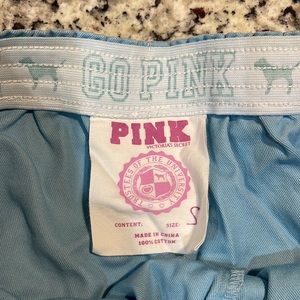 GO PINK
PINK
VICTORIA'S SECRET
TRUSTEES OF THE UNIVERSITY
CONTENT: SIZE:
MADE IN CHINA
100% COTTON